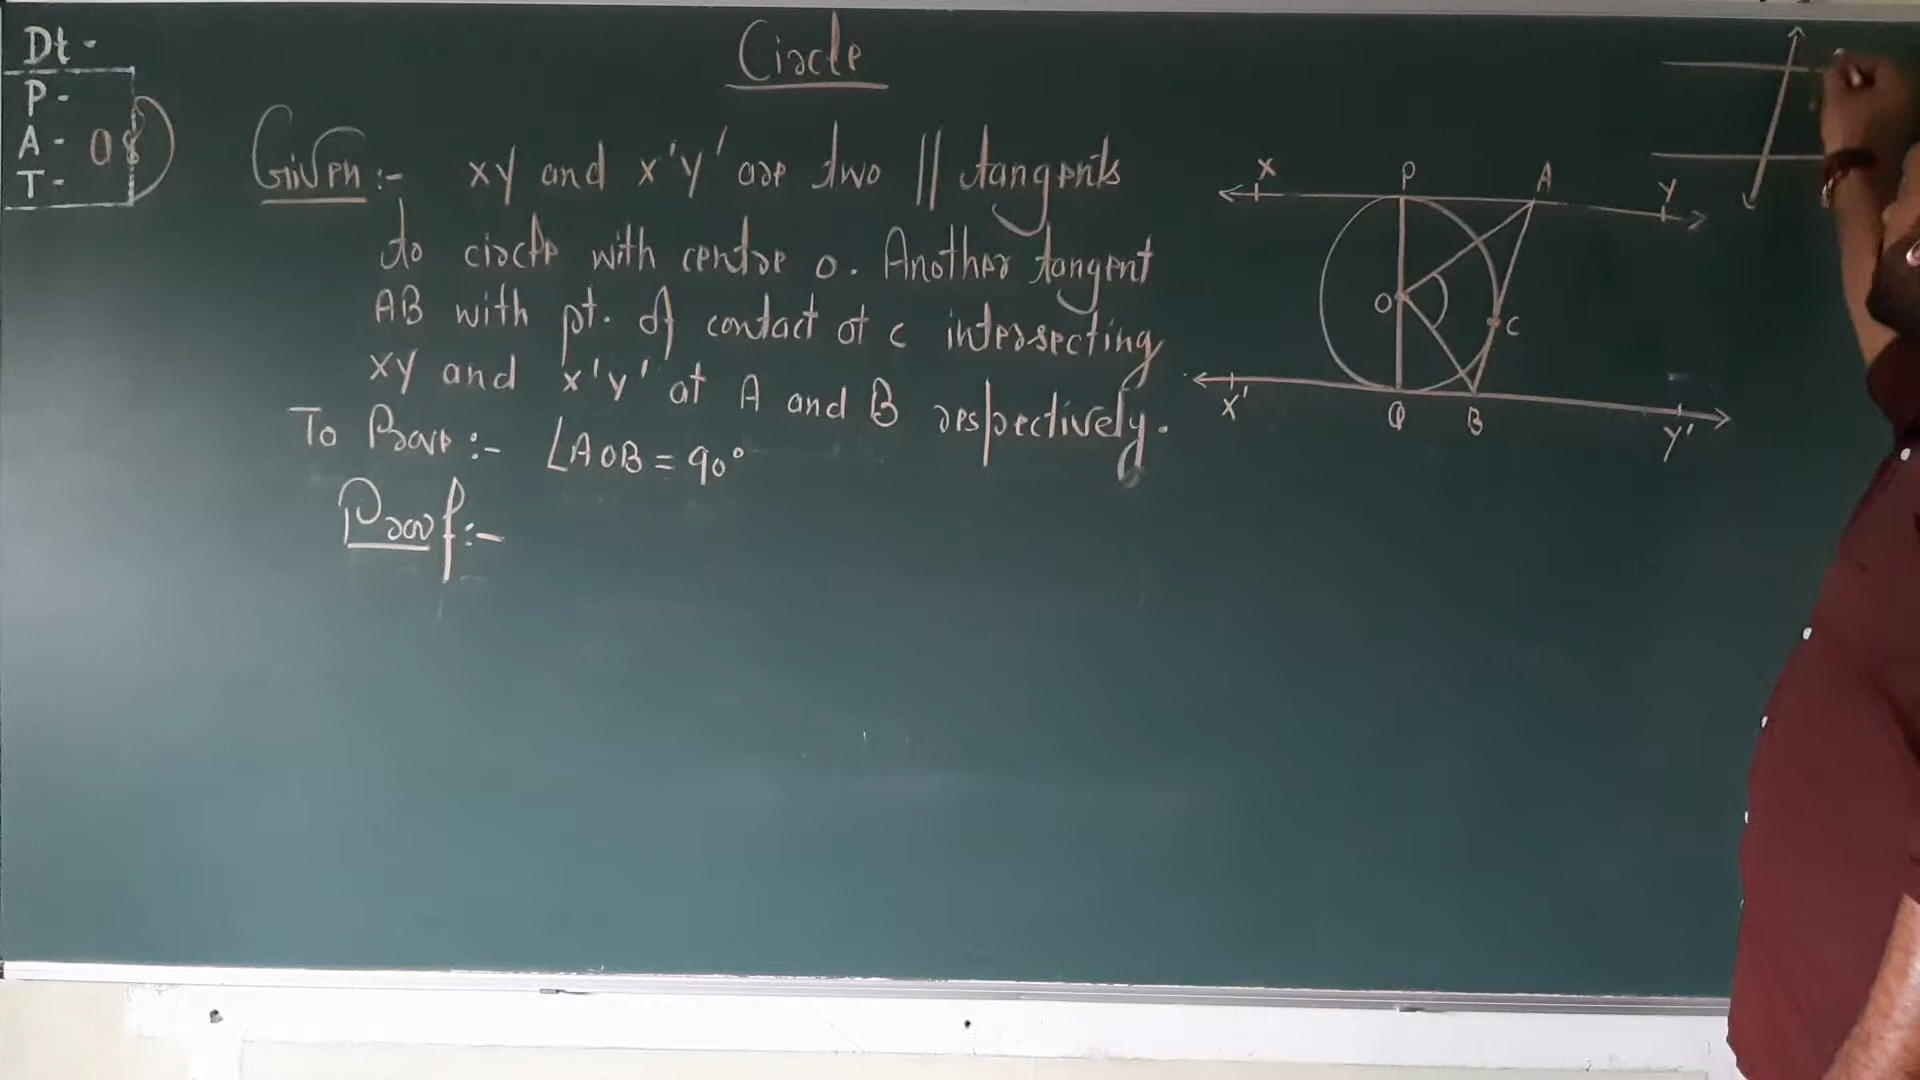 Circle
Dt -
P -
A - 08
T -
Given :- xy and x'y' are two || tangents
to circle with centre o. Another tangent
AB with pt. of contact at c intersecting
xy and x'y' at A and B respectively.
To Prove :- ∠AOB = 90°
Proof :-
x P A y
O C
x' Q B y'